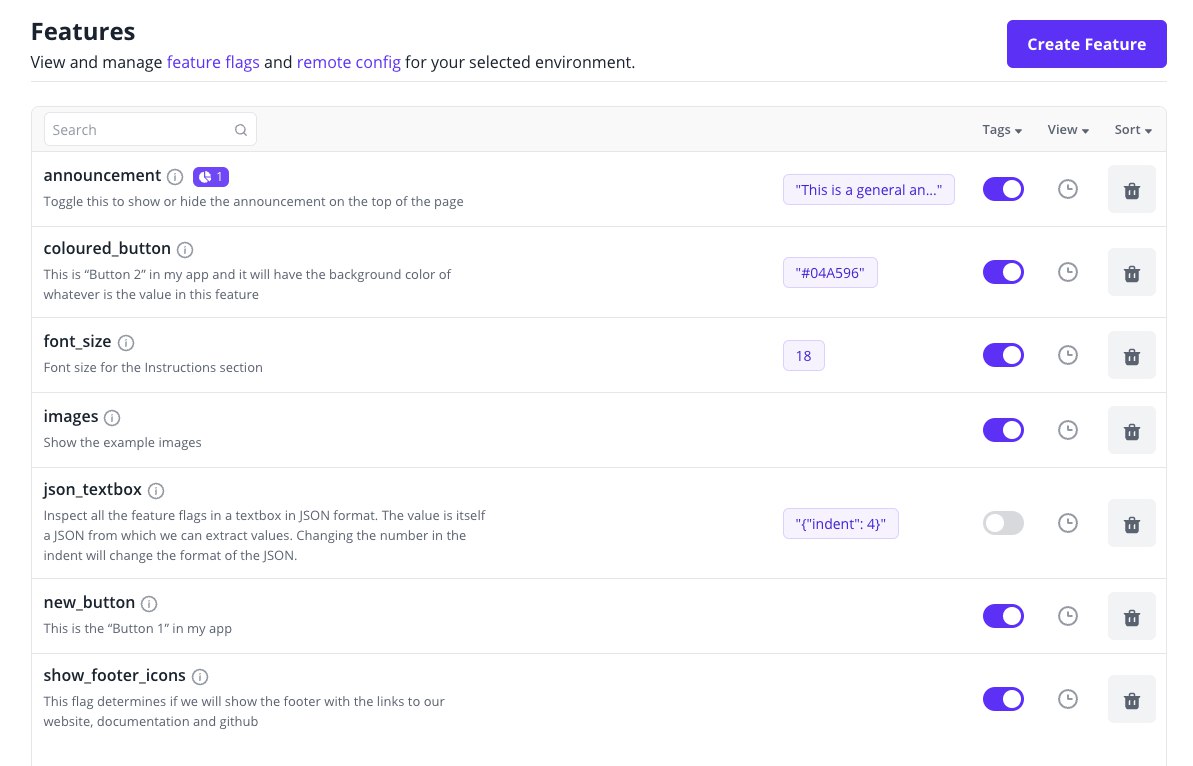 Features
View and manage feature flags and remote config for your selected environment.
Create Feature
Search
Tags
View
Sort
announcement
1
Toggle this to show or hide the announcement on the top of the page
"This is a general an..."
coloured_button
This is “Button 2” in my app and it will have the background color of
whatever is the value in this feature
"#04A596"
font_size
Font size for the Instructions section
18
images
Show the example images
json_textbox
Inspect all the feature flags in a textbox in JSON format. The value is itself
a JSON from which we can extract values. Changing the number in the
indent will change the format of the JSON.
"{"indent": 4}"
new_button
This is the “Button 1” in my app
show_footer_icons
This flag determines if we will show the footer with the links to our
website, documentation and github